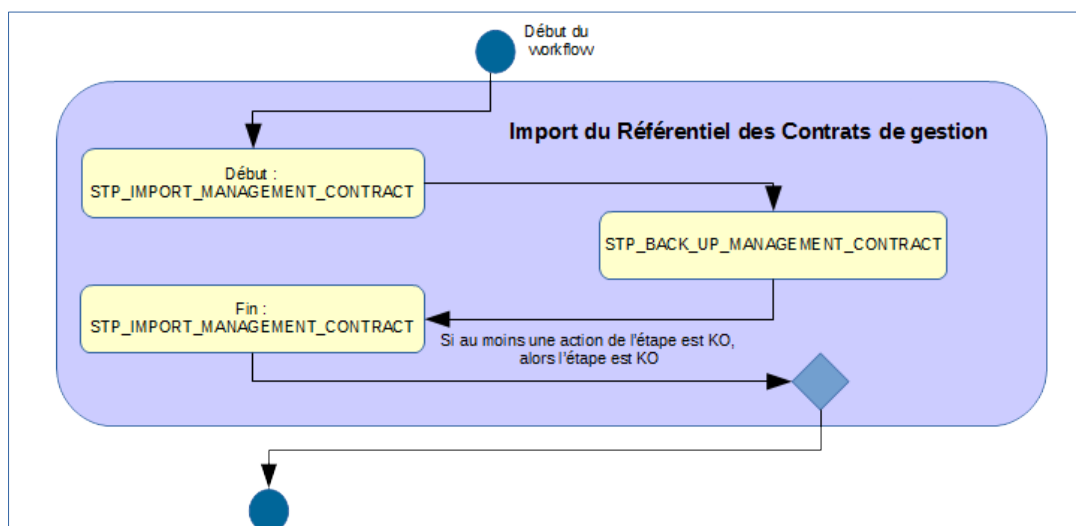 Début du
workflow
Import du Référentiel des Contrats de gestion
Début :
STP_IMPORT_MANAGEMENT_CONTRACT
STP_BACK_UP_MANAGEMENT_CONTRACT
Fin :
STP_IMPORT_MANAGEMENT_CONTRACT
Si au moins une action de l'étape est KO,
alors l'étape est KO